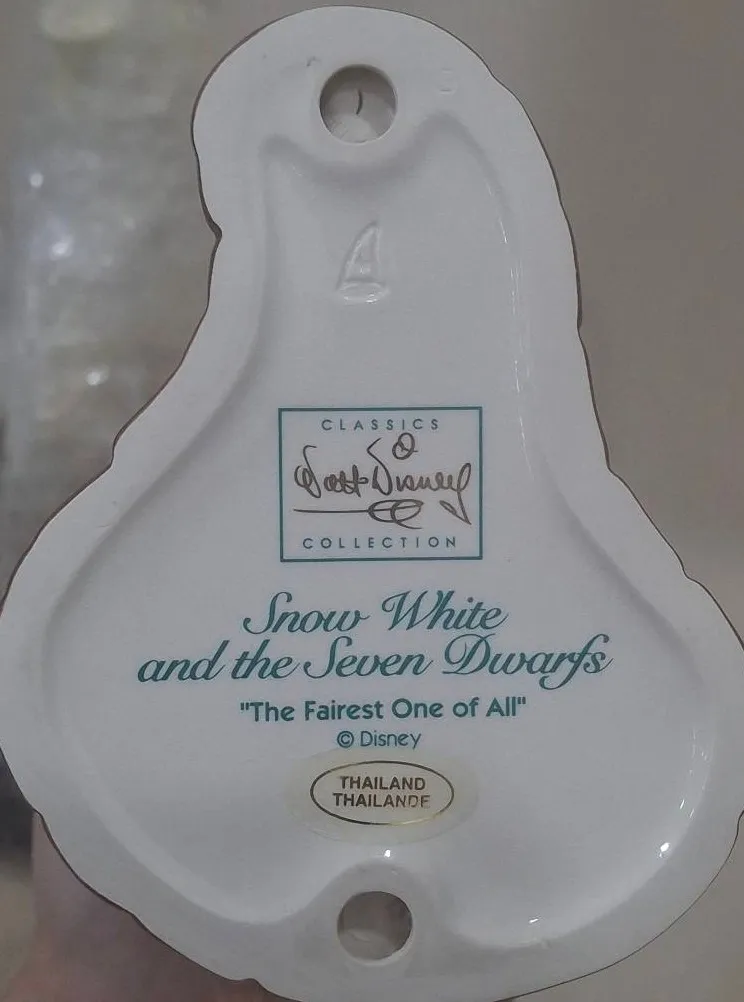 CLASSICS
Walt Disney
COLLECTION
Snow White
and the Seven Dwarfs
"The Fairest One of All"
© Disney
THAILAND
THAILANDE